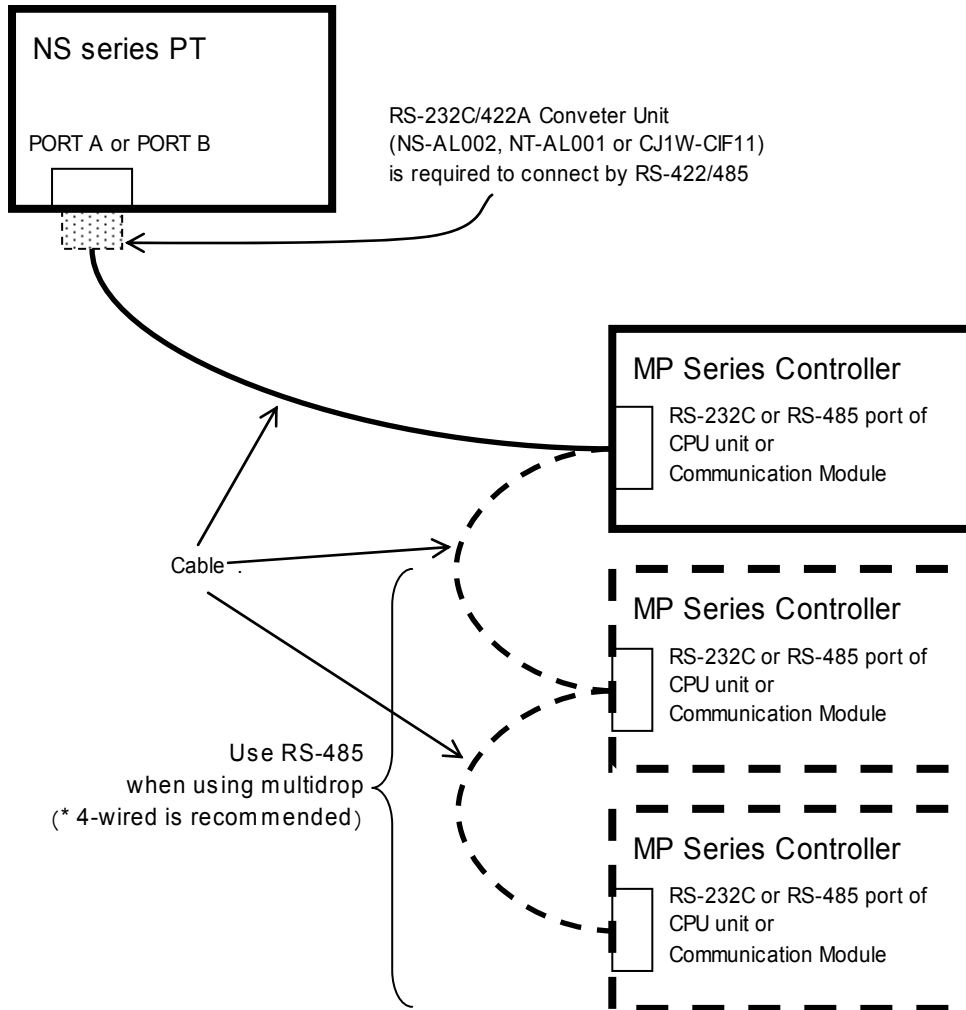 NS series PT
PORT A or PORT B
RS-232C/422A Conveter Unit
(NS-AL002, NT-AL001 or CJ1W-CIF11)
is required to connect by RS-422/485
MP Series Controller
RS-232C or RS-485 port of
CPU unit or
Communication Module
Cable .
MP Series Controller
RS-232C or RS-485 port of
CPU unit or
Communication Module
Use RS-485
when using multidrop
(* 4-wired is recommended)
MP Series Controller
RS-232C or RS-485 port of
CPU unit or
Communication Module